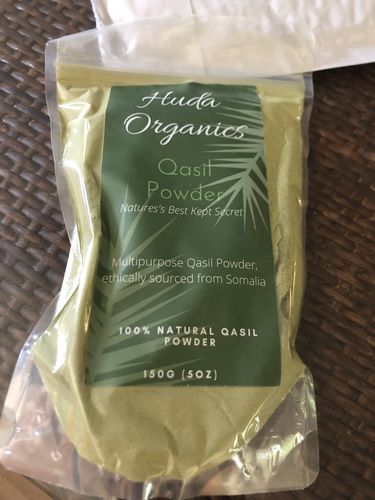 Huda
Organics
Qasil
Powder
Natures's Best Kept Secret
Multipurpose Qasil Powder,
ethically sourced from Somalia
100% NATURAL QASIL
POWDER
150G (5OZ)